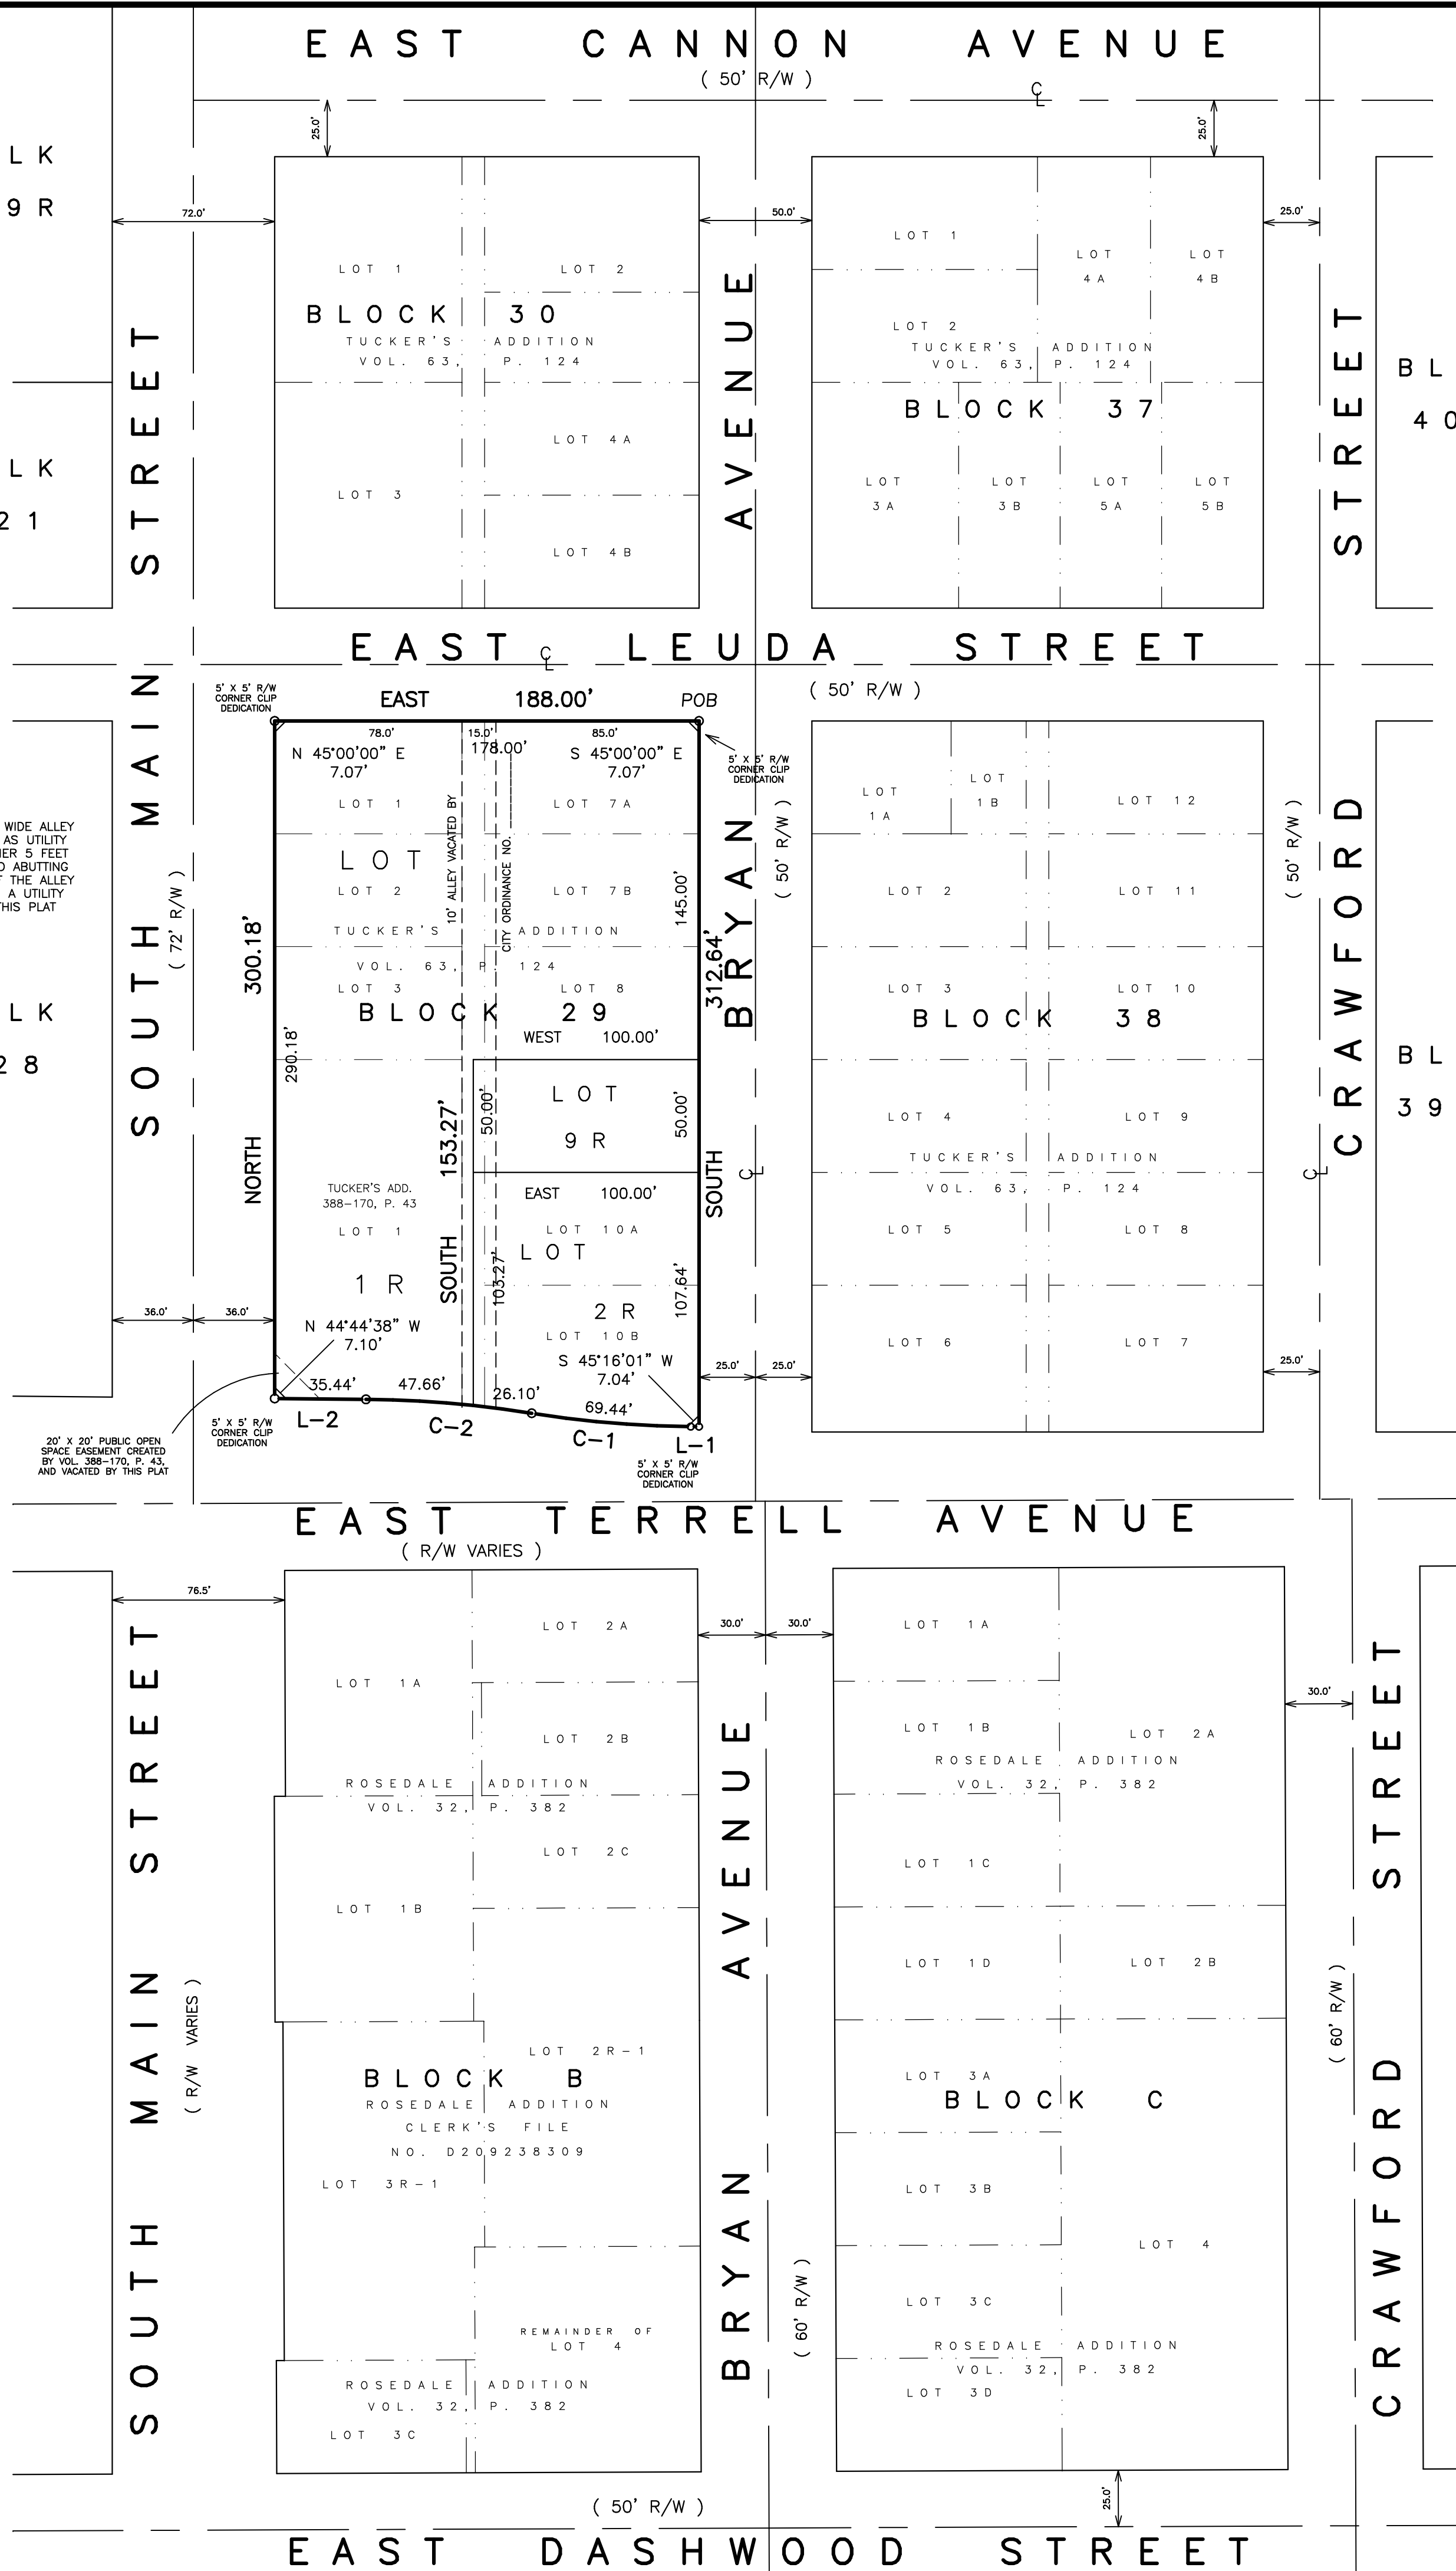 EAST CANNON AVENUE
( 50' R/W )
CL
25.0'
25.0'
LK
9R
72.0'
50.0'
25.0'
LOT 1
LOT 2
BLOCK 30
TUCKER'S ADDITION
VOL. 63, P. 124
LOT 3
LOT 4A
LOT 4B
LOT 1
LOT
4A
LOT
4B
LOT 2
TUCKER'S ADDITION
VOL. 63, P. 124
BLOCK 37
LOT
3A
LOT
3B
LOT
5A
LOT
5B
BL
40
LK
21
SOUTH MAIN STREET
BRYAN AVENUE
CRAWFORD STREET
EAST LEUDA STREET
CL
( 50' R/W )
5' X 5' R/W
CORNER CLIP
DEDICATION
EAST 188.00'
POB
78.0'
15.0'
85.0'
178.00'
N 45°00'00" E
7.07'
S 45°00'00" E
7.07'
5' X 5' R/W
CORNER CLIP
DEDICATION
LOT 1
LOT 7A
LOT
LOT 2
LOT 7B
10' ALLEY VACATED BY
CITY ORDINANCE NO.
TUCKER'S ADDITION
VOL. 63, P. 124
LOT 3
LOT 8
BLOCK 29
WEST 100.00'
145.00'
312.64'
SOUTH
300.18'
NORTH
290.18'
( 72' R/W )
( 50' R/W )
( 50' R/W )
WIDE ALLEY
AS UTILITY
ER 5 FEET
ABUTTING
THE ALLEY
A UTILITY
THIS PLAT
LK
28
LOT
9R
50.00'
50.00'
153.27'
SOUTH
EAST 100.00'
TUCKER'S ADD.
388-170, P. 43
LOT 1
1R
LOT 10A
LOT
2R
LOT 10B
103.27'
107.64'
N 44°44'38" W
7.10'
S 45°16'01" W
7.04'
36.0'
36.0'
35.44'
47.66'
26.10'
69.44'
L-2
C-2
C-1
L-1
5' X 5' R/W
CORNER CLIP
DEDICATION
5' X 5' R/W
CORNER CLIP
DEDICATION
20' X 20' PUBLIC OPEN
SPACE EASEMENT CREATED
BY VOL. 388-170, P. 43,
AND VACATED BY THIS PLAT
LOT
1A
LOT
1B
LOT 12
LOT 2
LOT 11
LOT 3
LOT 10
BLOCK 38
LOT 4
LOT 9
TUCKER'S ADDITION
VOL. 63, P. 124
LOT 5
LOT 8
LOT 6
LOT 7
CL
CL
25.0'
25.0'
25.0'
BL
39
EAST TERRELL AVENUE
( R/W VARIES )
76.5'
30.0'
30.0'
30.0'
LOT 2A
LOT 1A
LOT 2B
ROSEDALE ADDITION
VOL. 32, P. 382
LOT 2C
LOT 1B
LOT 2R-1
BLOCK B
ROSEDALE ADDITION
CLERK'S FILE
NO. D209238309
LOT 3R-1
REMAINDER OF
LOT 4
ROSEDALE ADDITION
VOL. 32, P. 382
LOT 3C
LOT 1A
LOT 1B
LOT 2A
ROSEDALE ADDITION
VOL. 32, P. 382
LOT 1C
LOT 1D
LOT 2B
LOT 3A
BLOCK C
LOT 3B
LOT 4
LOT 3C
ROSEDALE ADDITION
VOL. 32, P. 382
LOT 3D
SOUTH MAIN STREET
( R/W VARIES )
BRYAN AVENUE
( 60' R/W )
CRAWFORD STREET
( 60' R/W )
25.0'
( 50' R/W )
EAST DASHWOOD STREET